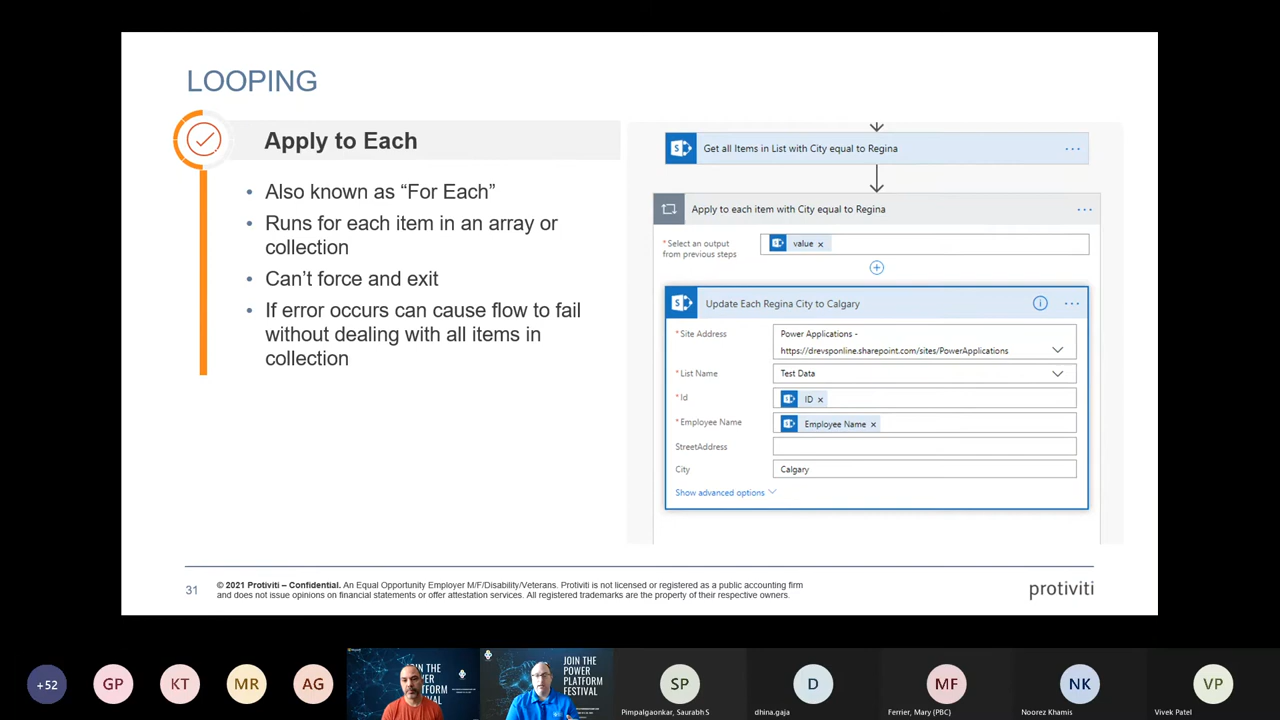 LOOPING
Apply to Each
• Also known as “For Each”
• Runs for each item in an array or
collection
• Can’t force and exit
• If error occurs can cause flow to fail
without dealing with all items in
collection
Get all Items in List with City equal to Regina
Apply to each item with City equal to Regina
* Select an output
from previous steps
value ×
Update Each Regina City to Calgary
* Site Address
Power Applications -
https://drevsponline.sharepoint.com/sites/PowerApplications
* List Name
Test Data
* Id
ID ×
* Employee Name
Employee Name ×
StreetAddress
City
Calgary
Show advanced options
31
© 2021 Protiviti – Confidential. An Equal Opportunity Employer M/F/Disability/Veterans. Protiviti is not licensed or registered as a public accounting firm
and does not issue opinions on financial statements or offer attestation services. All registered trademarks are the property of their respective owners.
protiviti
+52
GP
KT
MR
AG
JOIN THE
POWER
PLATFORM
FESTIVAL
SP
Pimpalgaonkar, Saurabh S
D
dhina.gaja
MF
Ferrier, Mary (PBC)
NK
Noorez Khamis
VP
Vivek Patel